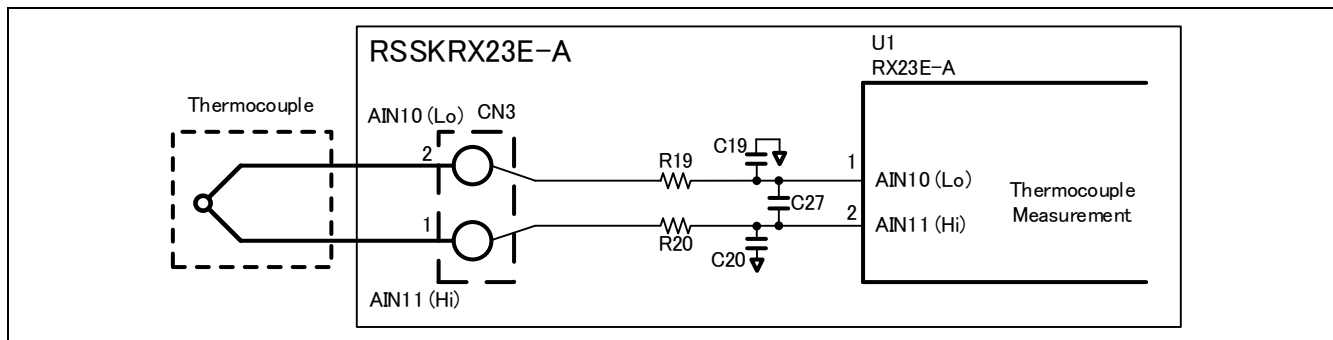 RSSKRX23E-A
U1
RX23E-A
Thermocouple
AIN10 (Lo) CN3
2
R19
C19
1
AIN10 (Lo)
C27
Thermocouple
Measurement
1
R20
C20
2
AIN11 (Hi)
AIN11 (Hi)